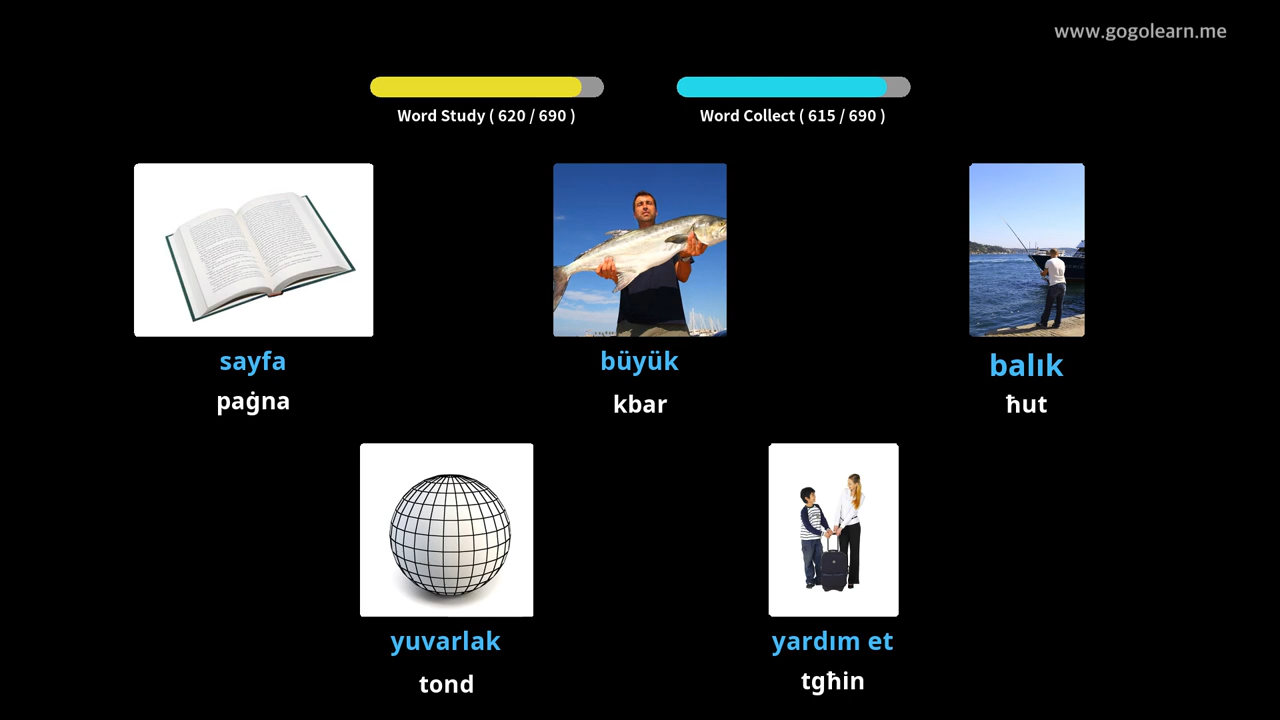 www.gogolearn.me
Word Study ( 620 / 690 )
Word Collect ( 615 / 690 )
sayfa
paġna
büyük
kbar
balık
ħut
yuvarlak
tond
yardım et
tgħin